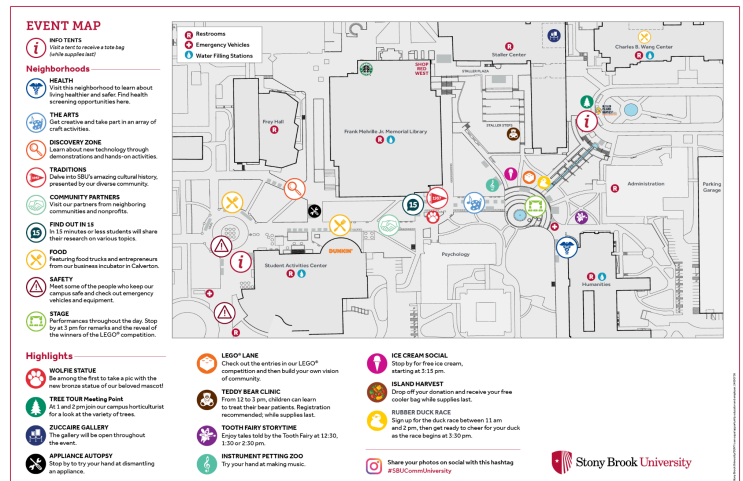 EVENT MAP
INFO TENTS
Visit a tent to receive a tote bag
(while supplies last)
Neighborhoods
HEALTH
Visit this neighborhood to learn about
living healthier and safer. Find health
screening opportunities here.
THE ARTS
Get creative and take part in an array of
craft activities.
DISCOVERY ZONE
Learn about new technology through
demonstrations and hands-on activities.
TRADITIONS
Delve into SBU's amazing cultural history,
presented by our diverse community.
COMMUNITY PARTNERS
Visit our partners from neighboring
communities and nonprofits.
15
FIND OUT IN 15
In 15 minutes or less students will share
their research on various topics.
FOOD
Featuring food trucks and entrepreneurs
from our business incubator in Calverton.
SAFETY
Meet some of the people who keep our
campus safe and check out emergency
vehicles and equipment.
STAGE
Performances throughout the day. Stop
by at 3 pm for remarks and the reveal of
the winners of the LEGO® competition.
Highlights
WOLFIE STATUE
Be among the first to take a pic with the
new bronze statue of our beloved mascot!
TREE TOUR Meeting Point
At 1 and 2 pm join our campus horticulturist
for a look at the variety of trees.
ZUCCAIRE GALLERY
The gallery will be open throughout
the event.
APPLIANCE AUTOPSY
Stop by to try your hand at dismantling
an appliance.
R Restrooms
Emergency Vehicles
Water Filling Stations
Staller Center
R
Charles B. Wang Center
R
SHOP
RED
WEST
STALLER PLAZA
STALLER STEPS
Frey Hall
R
Frank Melville Jr. Memorial Library
R
i
Administration
R
Parking
Garage
15
DUNKIN'
i
Student Activities Center
R
Psychology
Humanities
R
R
LEGO® LANE
Check out the entries in our LEGO®
competition and then build your own vision
of community.
TEDDY BEAR CLINIC
From 12 to 3 pm, children can learn
to treat their bear patients. Registration
recommended; while supplies last.
TOOTH FAIRY STORYTIME
Enjoy tales told by the Tooth Fairy at 12:30,
1:30 or 2:30 pm.
INSTRUMENT PETTING ZOO
Try your hand at making music.
ICE CREAM SOCIAL
Stop by for free ice cream,
starting at 3:15 pm.
ISLAND HARVEST
Drop off your donation and receive your free
cooler bag while supplies last.
RUBBER DUCK RACE
Sign up for the duck race between 11 am
and 2 pm, then get ready to cheer for your duck
as the race begins at 3:30 pm.
Share your photos on social with this hashtag
#SBUCommUniversity
Stony Brook University